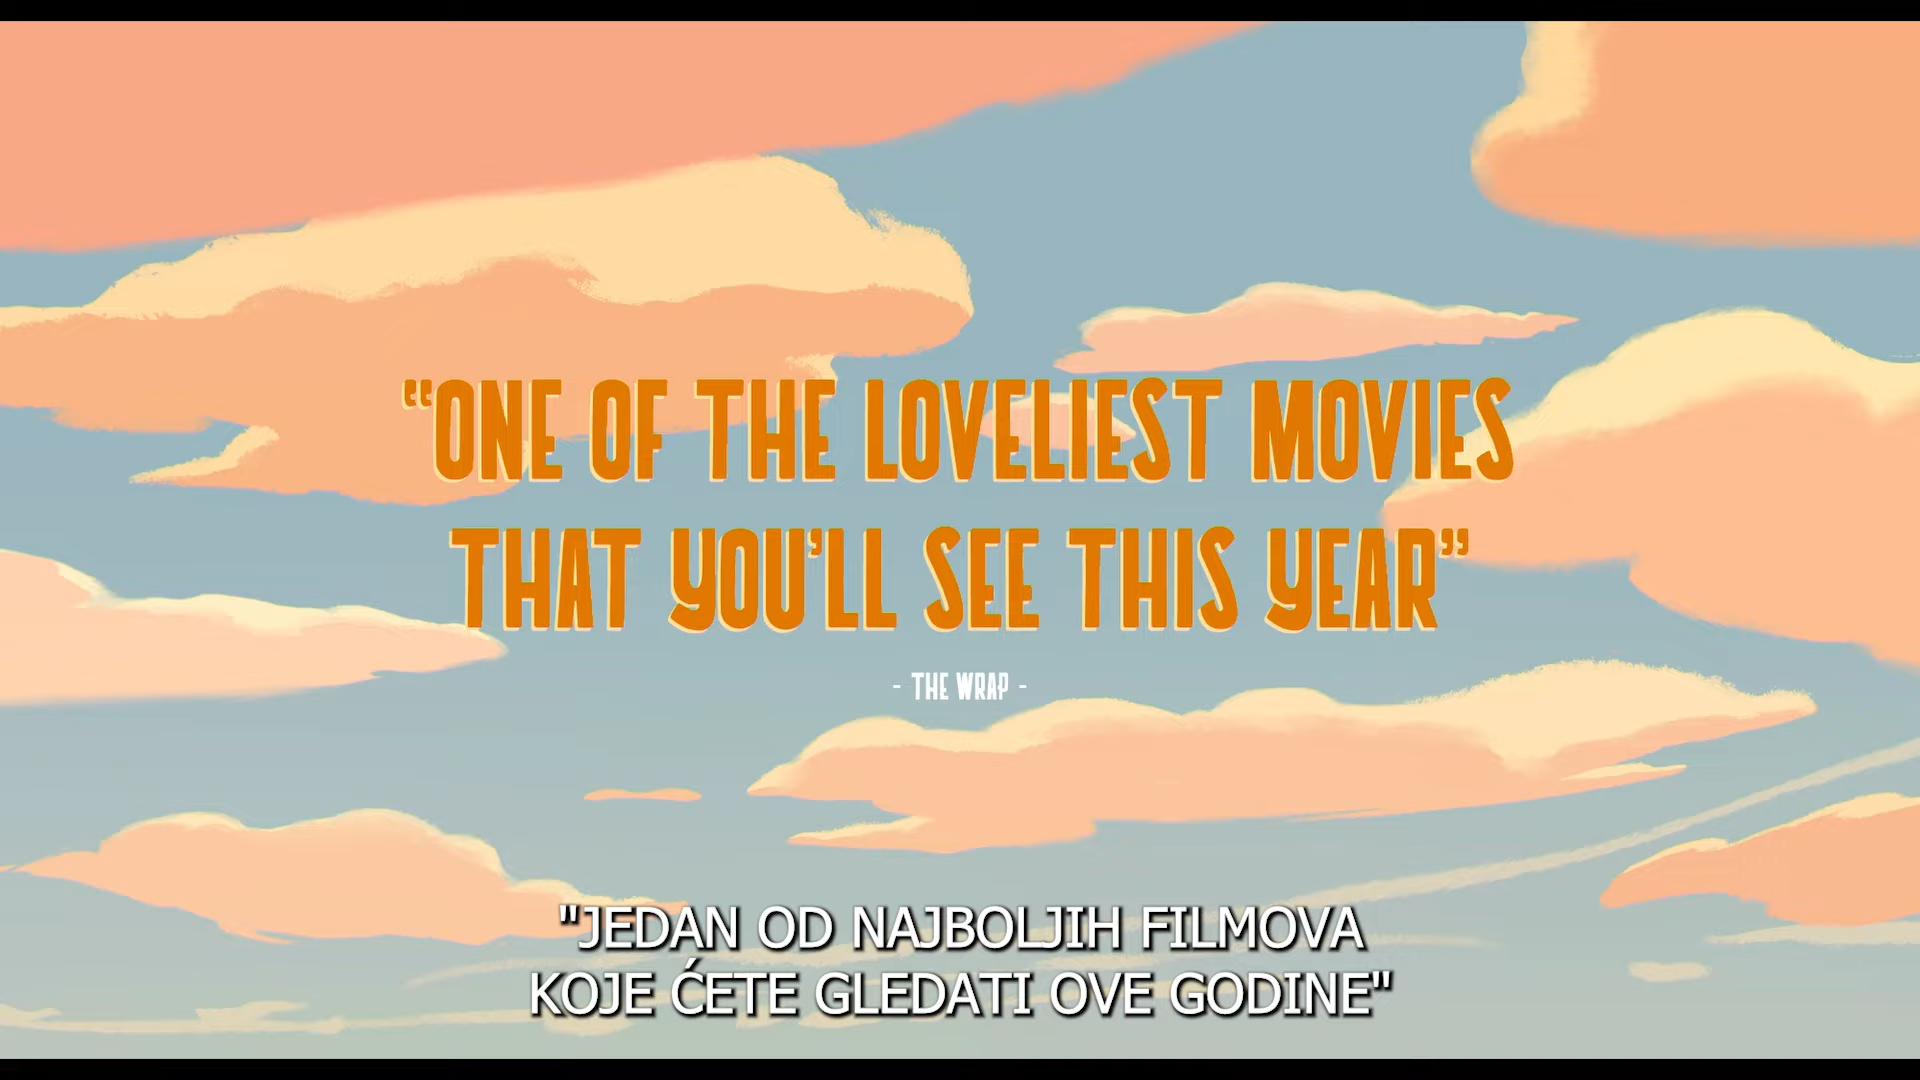 “ONE OF THE LOVELIEST MOVIES
THAT YOU’LL SEE THIS YEAR”
- THE WRAP -
"JEDAN OD NAJBOLJIH FILMOVA
KOJE ĆETE GLEDATI OVE GODINE"